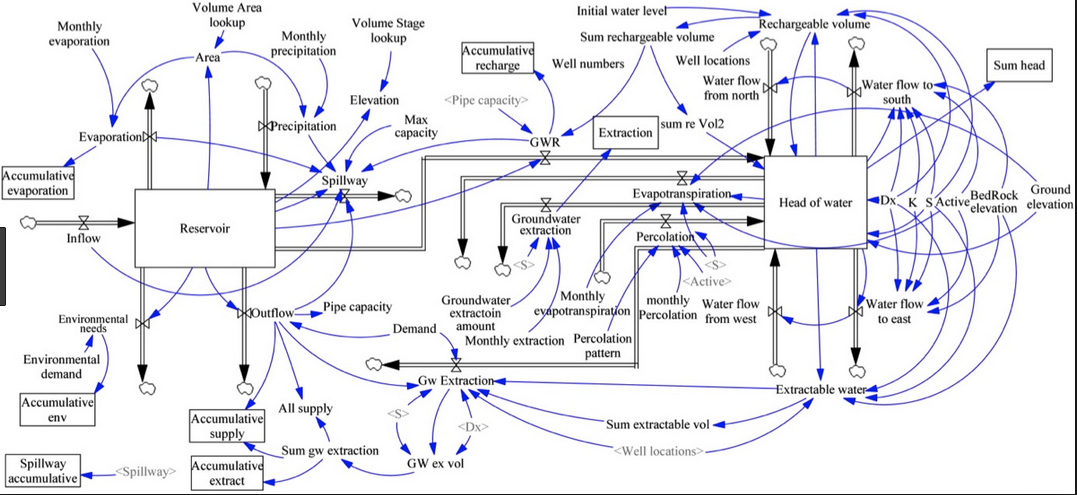 Monthly
evaporation
Volume Area
lookup
Area
Monthly
precipitation
Volume Stage
lookup
Elevation
Max
capacity
Precipitation
Evaporation
Accumulative
evaporation
Spillway
Reservoir
Inflow
Environmental
needs
Environmental
demand
Accumulative
env
Spillway
accumulative
<Spillway>
Outflow
Pipe capacity
Demand
Accumulative
supply
All supply
Sum gw extraction
Accumulative
extract
GW ex vol
<S>
<Dx>
Gw Extraction
Accumulative
recharge
<Pipe capacity>
GWR
Initial water level
Sum rechargeable volume
Well numbers
Well locations
Rechargeable volume
Water flow
from north
Water flow to
south
Sum head
Extraction
sum re Vol2
Evapotranspiration
Groundwater
extraction
<S>
Percolation
<S>
<Active>
Head of water
Dx
K
S
Active
BedRock
elevation
Ground
elevation
Groundwater
extractoin
amount
Monthly extraction
Monthly
evapotranspiration
Percolation
pattern
monthly
Percolation
Water flow
from west
Water flow
to east
Extractable water
Sum extractable vol
<Well locations>